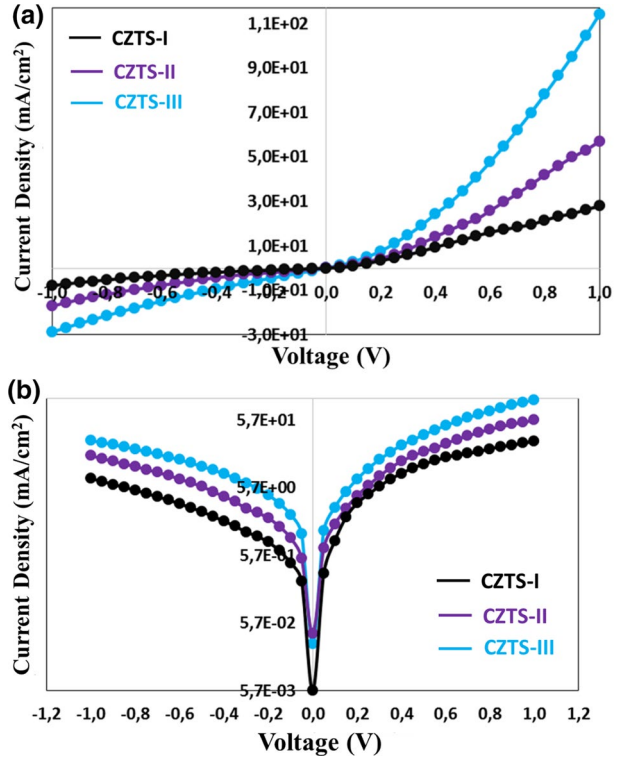 (a)
1,1E+02
9,0E+01
7,0E+01
5,0E+01
3,0E+01
1,0E+01
-1,0E+01
-3,0E+01
CZTS-I
CZTS-II
CZTS-III
Current Density (mA/cm²)
-1,0 -0,8 -0,6 -0,4 -0,2 0,0 0,2 0,4 0,6 0,8 1,0
Voltage (V)
(b)
5,7E+01
5,7E+00
5,7E-01
5,7E-02
5,7E-03
Current Density (mA/cm²)
CZTS-I
CZTS-II
CZTS-III
-1,2 -1,0 -0,8 -0,6 -0,4 -0,2 0,0 0,2 0,4 0,6 0,8 1,0 1,2
Voltage (V)